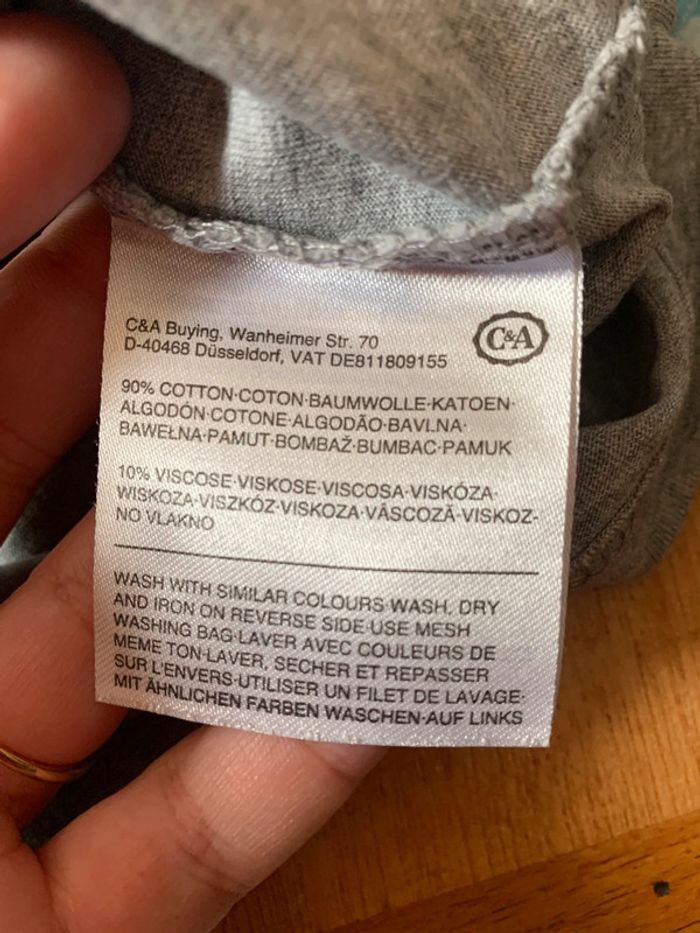 C&A Buying, Wanheimer Str. 70
D-40468 Düsseldorf, VAT DE811809155
C&A
90% COTTON·COTON·BAUMWOLLE·KATOEN·
ALGODÓN·COTONE·ALGODÃO·BAVLNA·
BAWEŁNA·PAMUT·BOMBAŽ·BUMBAC·PAMUK
10% VISCOSE·VISKOSE·VISCOSA·VISKÓZA·
WISKOZA·VISZKÓZ·VISKOZA·VÂSCOZĂ·VISKOZ-
NO VLAKNO
WASH WITH SIMILAR COLOURS·WASH, DRY
AND IRON ON REVERSE SIDE·USE MESH
WASHING BAG·LAVER AVEC COULEURS DE
MEME TON·LAVER, SECHER ET REPASSER
SUR L'ENVERS·UTILISER UN FILET DE LAVAGE·
MIT ÄHNLICHEN FARBEN WASCHEN·AUF LINKS